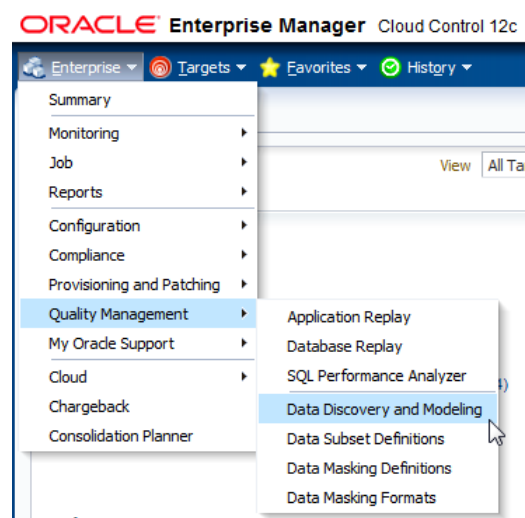 ORACLE Enterprise Manager Cloud Control 12c
Enterprise Targets Favorites History
Summary
Monitoring
Job
Reports
Configuration
Compliance
Provisioning and Patching
Quality Management
My Oracle Support
Cloud
Chargeback
Consolidation Planner
View All Ta
Application Replay
Database Replay
SQL Performance Analyzer
Data Discovery and Modeling
Data Subset Definitions
Data Masking Definitions
Data Masking Formats